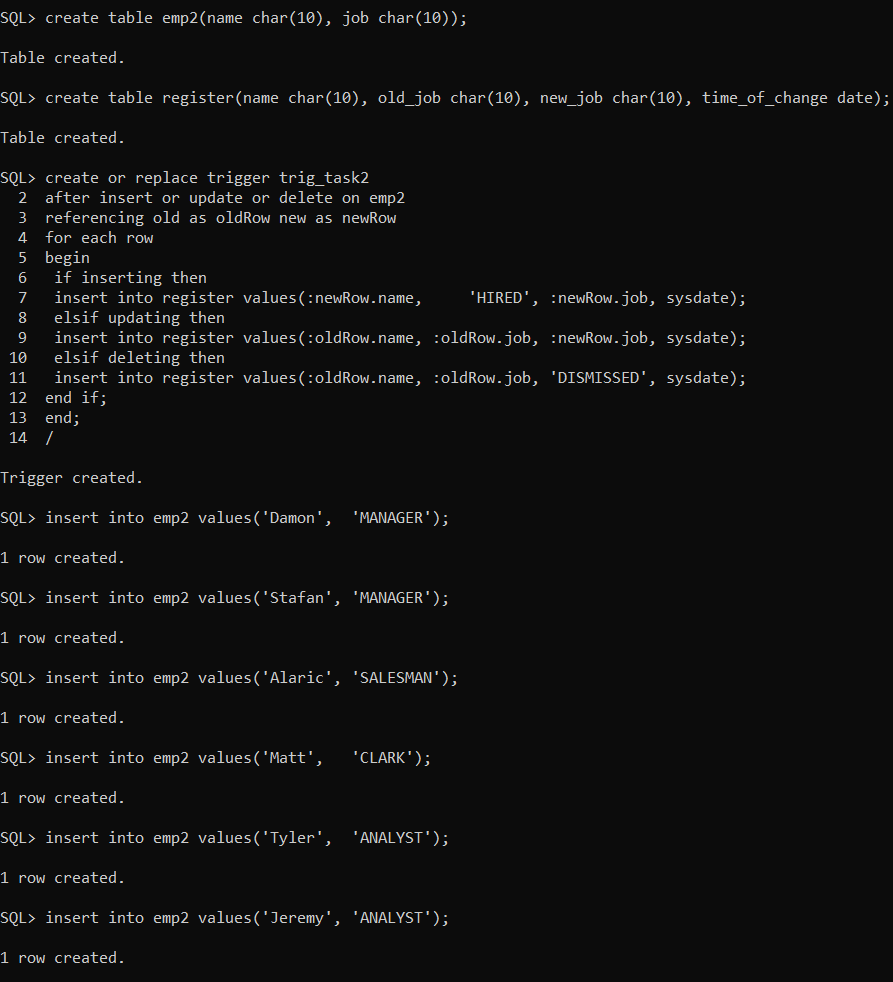 SQL> create table emp2(name char(10), job char(10));
Table created.
SQL> create table register(name char(10), old_job char(10), new_job char(10), time_of_change date);
Table created.
SQL> create or replace trigger trig_task2
  2  after insert or update or delete on emp2
  3  referencing old as oldRow new as newRow
  4  for each row
  5  begin
  6   if inserting then
  7   insert into register values(:newRow.name,     'HIRED', :newRow.job, sysdate);
  8   elsif updating then
  9   insert into register values(:oldRow.name, :oldRow.job, :newRow.job, sysdate);
 10   elsif deleting then
 11   insert into register values(:oldRow.name, :oldRow.job, 'DISMISSED', sysdate);
 12  end if;
 13  end;
 14  /
Trigger created.
SQL> insert into emp2 values('Damon',  'MANAGER');
1 row created.
SQL> insert into emp2 values('Stafan', 'MANAGER');
1 row created.
SQL> insert into emp2 values('Alaric', 'SALESMAN');
1 row created.
SQL> insert into emp2 values('Matt',   'CLARK');
1 row created.
SQL> insert into emp2 values('Tyler',  'ANALYST');
1 row created.
SQL> insert into emp2 values('Jeremy', 'ANALYST');
1 row created.